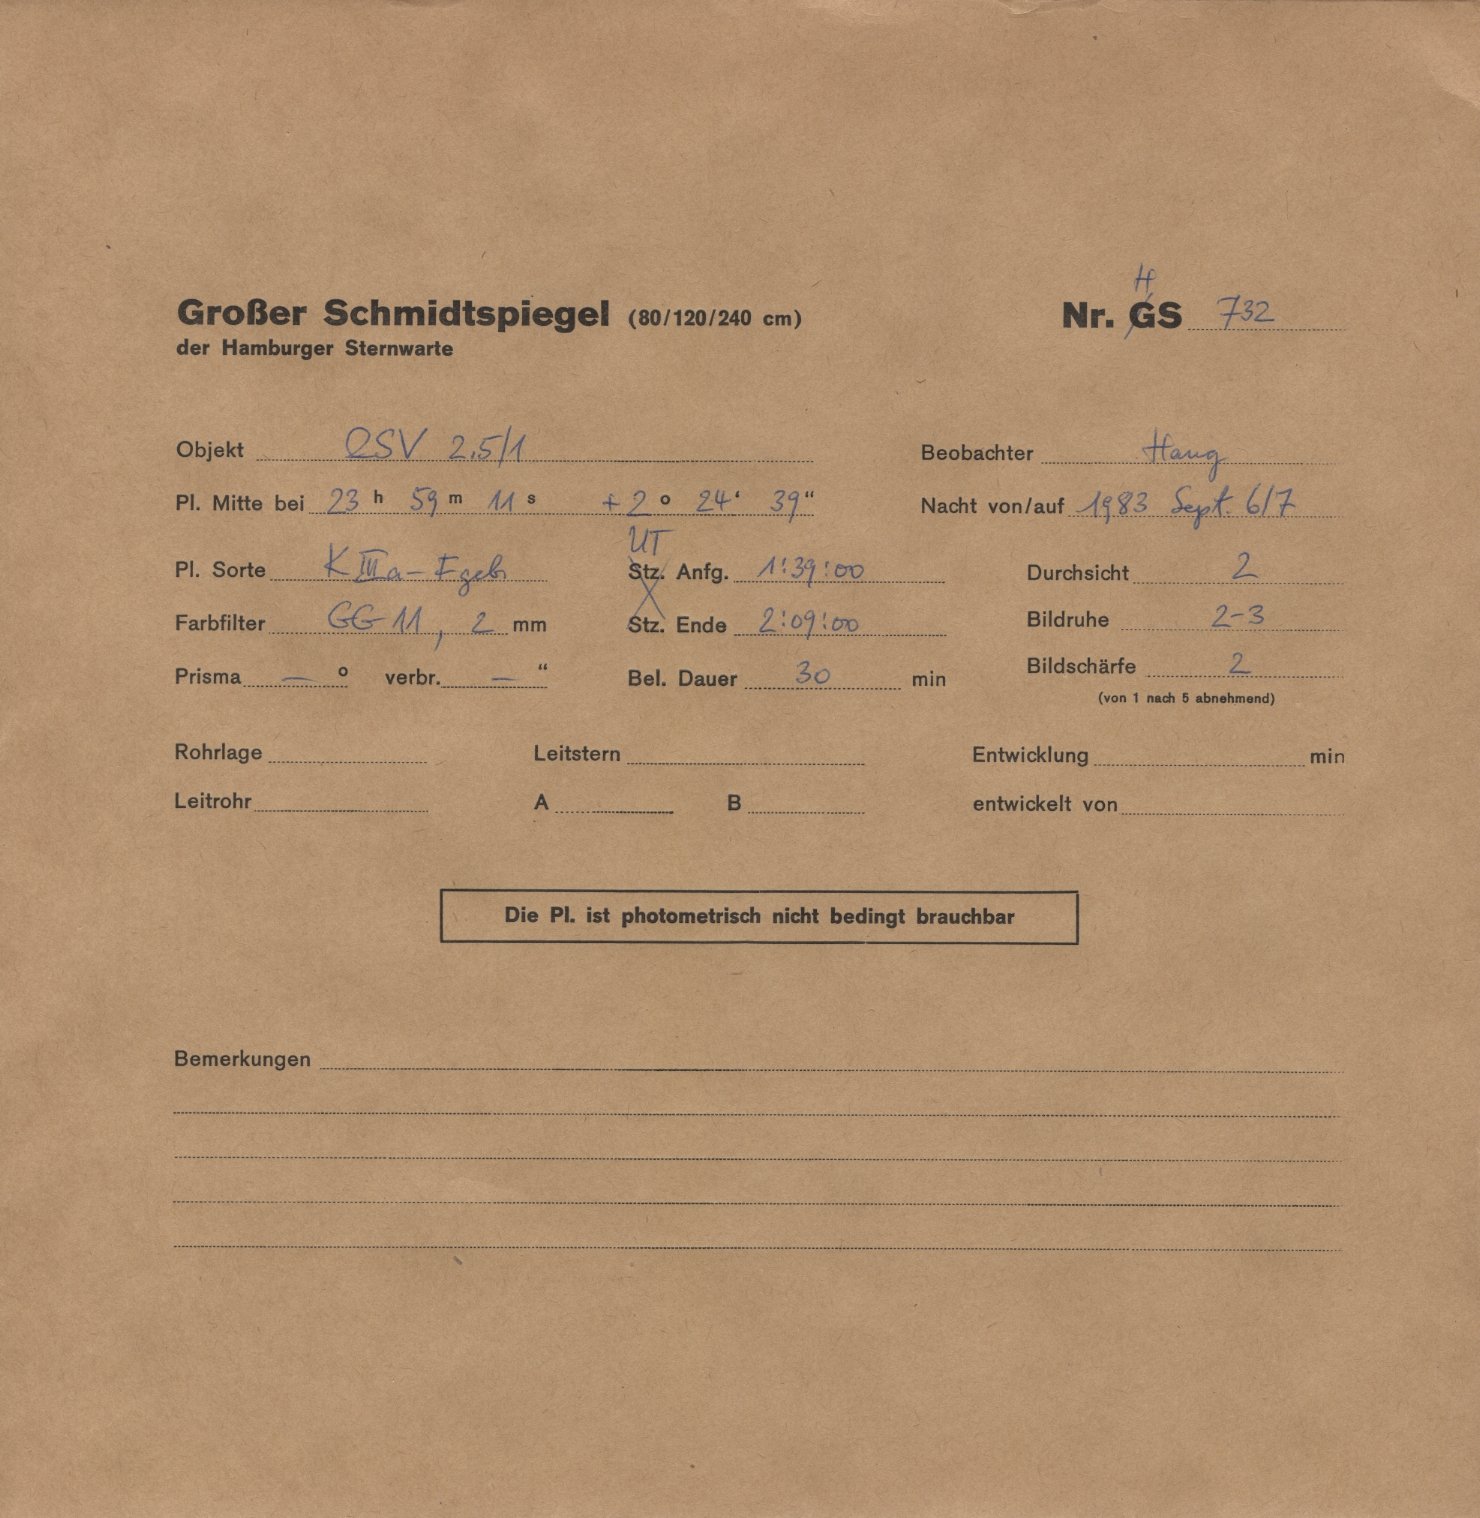 Großer Schmidtspiegel (80/120/240 cm)
der Hamburger Sternwarte
H
Nr. GS 732
Objekt QSV 2.5/1
Beobachter Haug
Pl. Mitte bei 23 h 59 m 11 s +2 o 24 ‘ 39 “
Nacht von/auf 1983 Sept. 6/7
UT
Pl. Sorte K IIIa-F geb
Stz. Anfg. 1:39:00
Durchsicht 2
Farbfilter GG 11, 2 mm
Stz. Ende 2:09:00
Bildruhe 2-3
Prisma — o verbr. — “
Bel. Dauer 30 min
Bildschärfe 2
(von 1 nach 5 abnehmend)
Rohrlage
Leitstern
Entwicklung min
Leitrohr
A B
entwickelt von
Die Pl. ist photometrisch nicht bedingt brauchbar
Bemerkungen